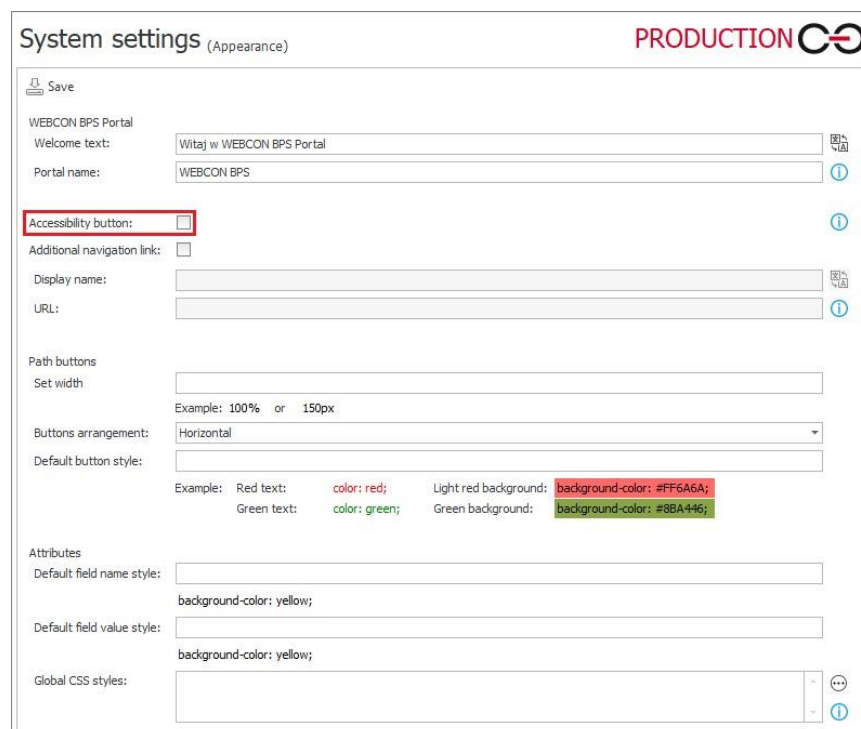 System settings (Appearance) PRODUCTION
Save
WEBCON BPS Portal
Welcome text: Witaj w WEBCON BPS Portal
Portal name: WEBCON BPS
Accessibility button:
Additional navigation link:
Display name:
URL:
Path buttons
Set width
Example: 100% or 150px
Buttons arrangement: Horizontal
Default button style:
Example: Red text: color: red; Light red background: background-color: #FF6A6A;
Green text: color: green; Green background: background-color: #8BA446;
Attributes
Default field name style:
background-color: yellow;
Default field value style:
background-color: yellow;
Global CSS styles: